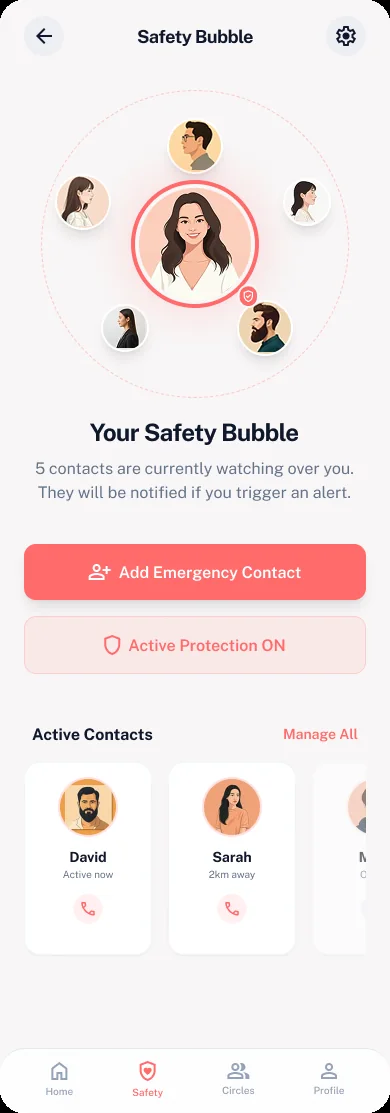 Safety Bubble
Your Safety Bubble
5 contacts are currently watching over you.
They will be notified if you trigger an alert.
Add Emergency Contact
Active Protection ON
Active Contacts
Manage All
David
Active now
Sarah
2km away
Home
Safety
Circles
Profile